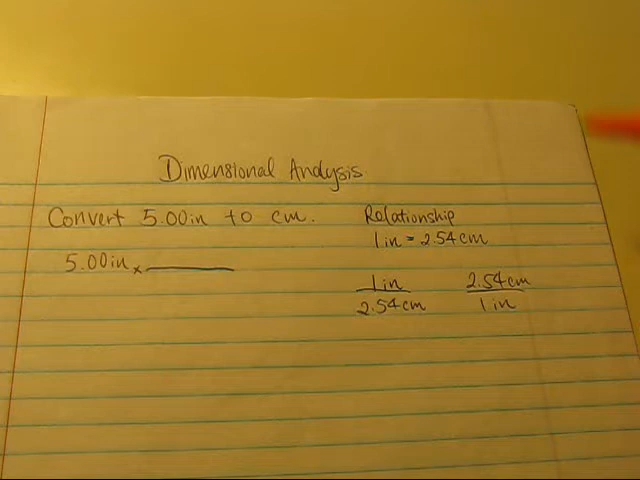 Dimensional Analysis
Convert 5.00in to cm.
Relationship
1in = 2.54cm
5.00in x
1in
2.54cm
2.54cm
1in